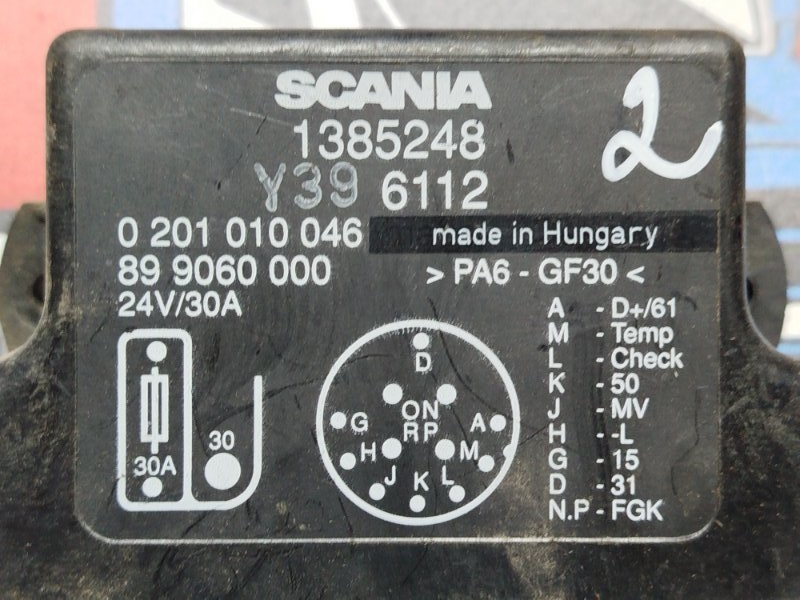 SCANIA
1385248
2
Y39 6112
0 201 010 046 made in Hungary
89 9060 000 > PA6 - GF30 <
24V/30A
A - D+/61
M - Temp
L - Check
K - 50
J - MV
H - -L
G - 15
D - 31
N.P - FGK
30A
30
D
O N
G R P A
H M
J K L